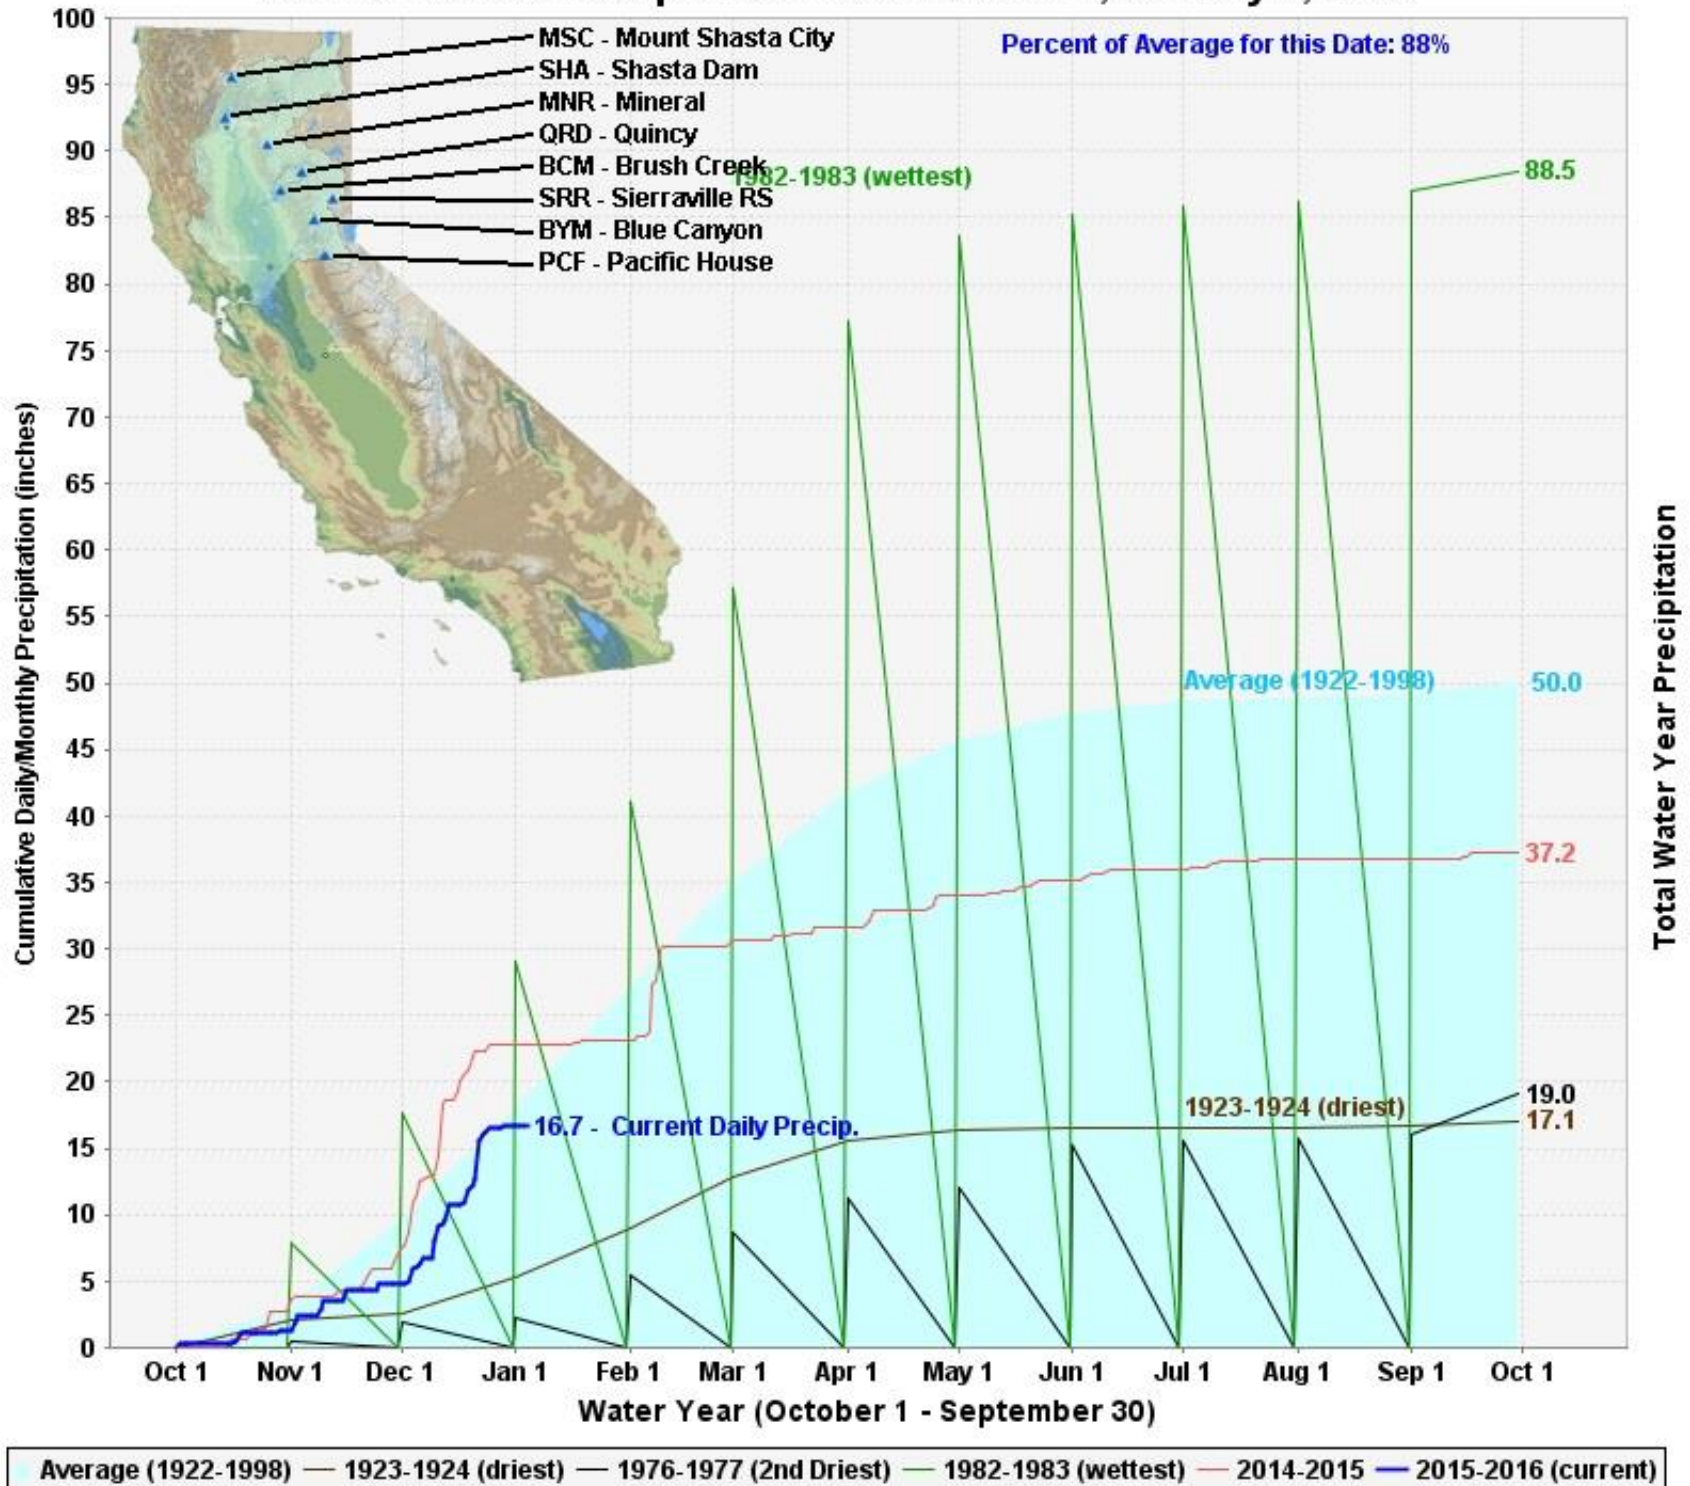 100
95
90
85
80
75
70
65
60
55
50
45
40
35
30
25
20
15
10
5
0
Cumulative Daily/Monthly Precipitation (inches)
MSC - Mount Shasta City
SHA - Shasta Dam
MNR - Mineral
QRD - Quincy
BCM - Brush Creek
SRR - Sierraville RS
BYM - Blue Canyon
PCF - Pacific House
Percent of Average for this Date: 88%
1982-1983 (wettest)
88.5
Average (1922-1998)
50.0
37.2
1923-1924 (driest)
19.0
17.1
16.7 - Current Daily Precip.
Total Water Year Precipitation
Oct 1 Nov 1 Dec 1 Jan 1 Feb 1 Mar 1 Apr 1 May 1 Jun 1 Jul 1 Aug 1 Sep 1 Oct 1
Water Year (October 1 - September 30)
Average (1922-1998) 1923-1924 (driest) 1976-1977 (2nd Driest) 1982-1983 (wettest) 2014-2015 2015-2016 (current)